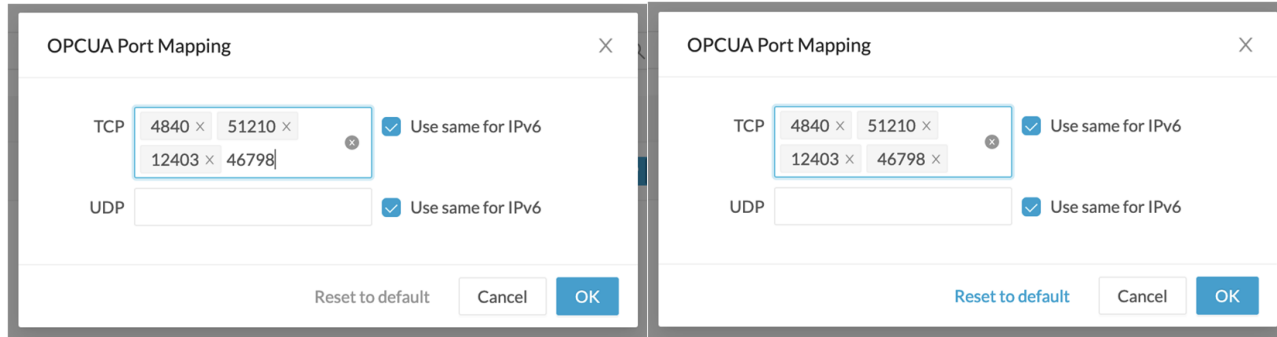 OPCUA Port Mapping
TCP 4840 51210 Use same for IPv6
12403 46798
UDP Use same for IPv6
Reset to default Cancel OK
OPCUA Port Mapping
TCP 4840 51210 Use same for IPv6
12403 46798
UDP Use same for IPv6
Reset to default Cancel OK